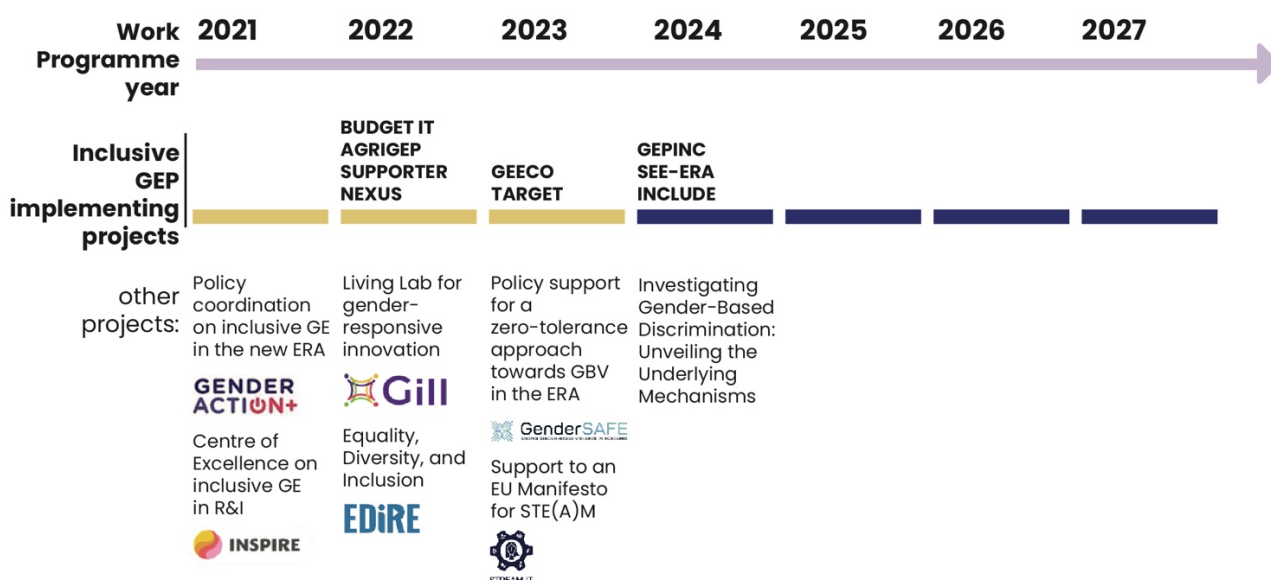 Work Programme year
2021 2022 2023 2024 2025 2026 2027
Inclusive
GEP
implementing
projects
BUDGET IT
AGRIGEP
SUPPORTER
NEXUS
GEECO
TARGET
GEPINC
SEE-ERA
INCLUDE
other
projects:
Policy
coordination
on inclusive GE
in the new ERA
GENDER
ACTION+
Centre of
Excellence on
inclusive GE
in R&I
INSPIRE
Living Lab for
gender-
responsive
innovation
Gill
Equality,
Diversity, and
Inclusion
EDiRE
Policy support
for a
zero-tolerance
approach
towards GBV
in the ERA
GenderSAFE
Support to an
EU Manifesto
for STE(A)M
STREAM IT
Investigating
Gender-Based
Discrimination:
Unveiling the
Underlying
Mechanisms